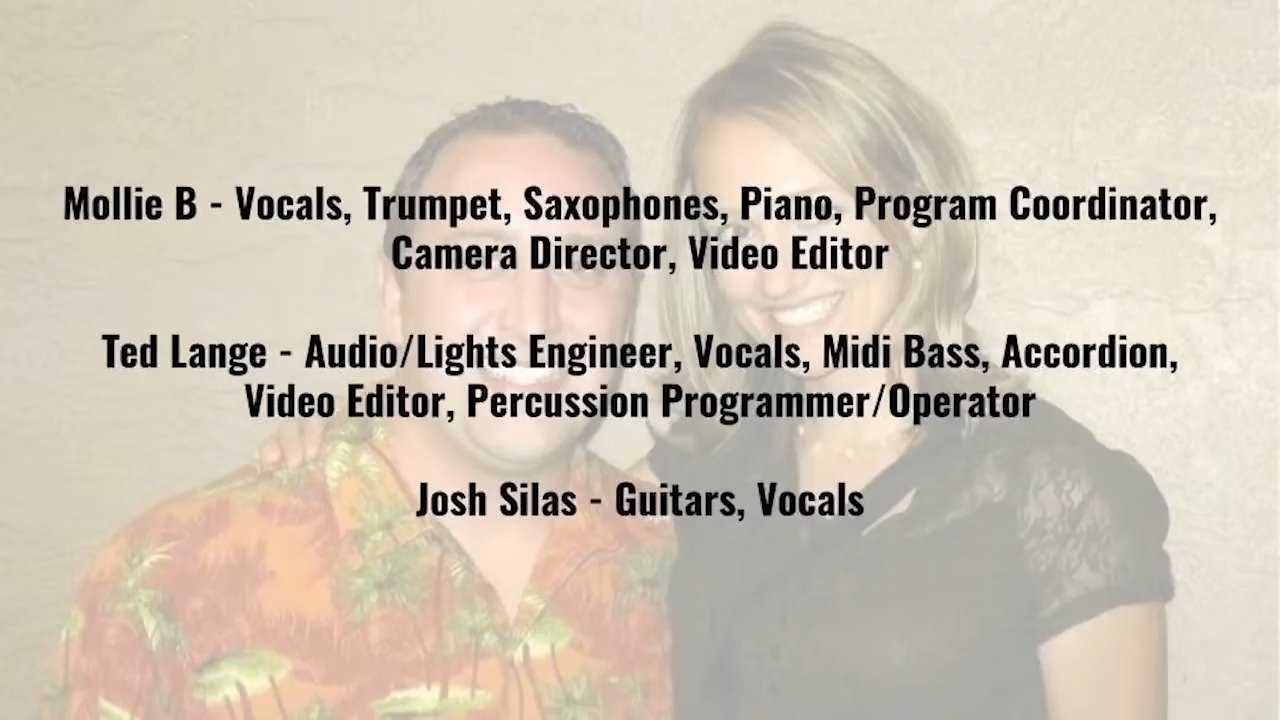 Mollie B - Vocals, Trumpet, Saxophones, Piano, Program Coordinator,
Camera Director, Video Editor
Ted Lange - Audio/Lights Engineer, Vocals, Midi Bass, Accordion,
Video Editor, Percussion Programmer/Operator
Josh Silas - Guitars, Vocals